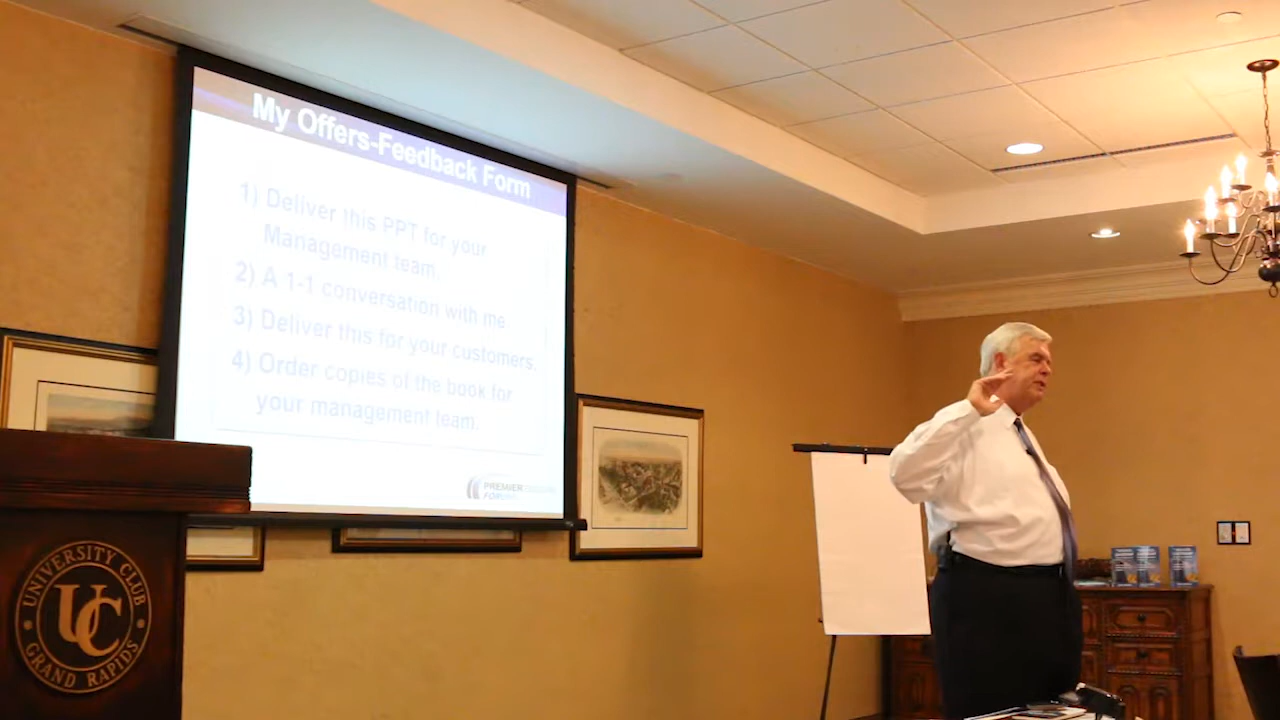 My Offers-Feedback Form
1) Deliver this PPT for your
Management team.
2) A 1-1 conversation with me
3) Deliver this for your customers.
4) Order copies of the book for
your management team.
PREMIER
UNIVERSITY CLUB
UC
GRAND RAPIDS